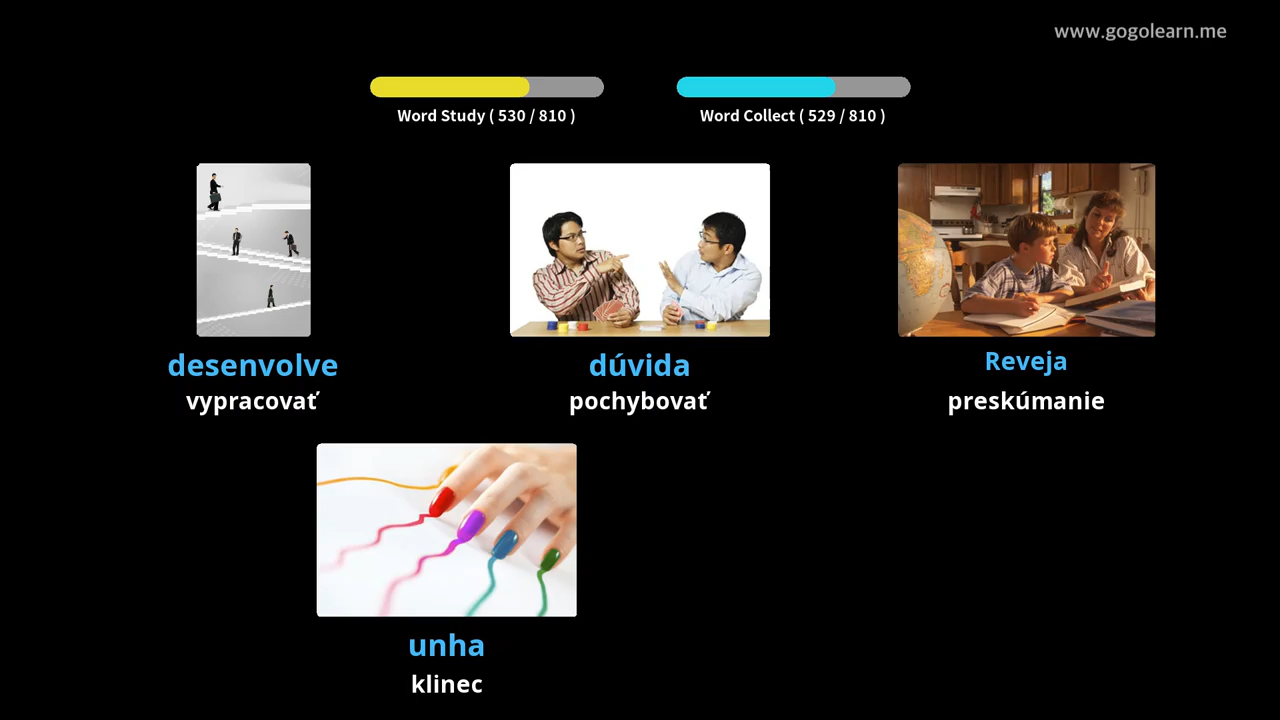 www.gogolearn.me
Word Study ( 530 / 810 )
Word Collect ( 529 / 810 )
desenvolve
vypracovať
dúvida
pochybovať
Reveja
preskúmanie
unha
klinec